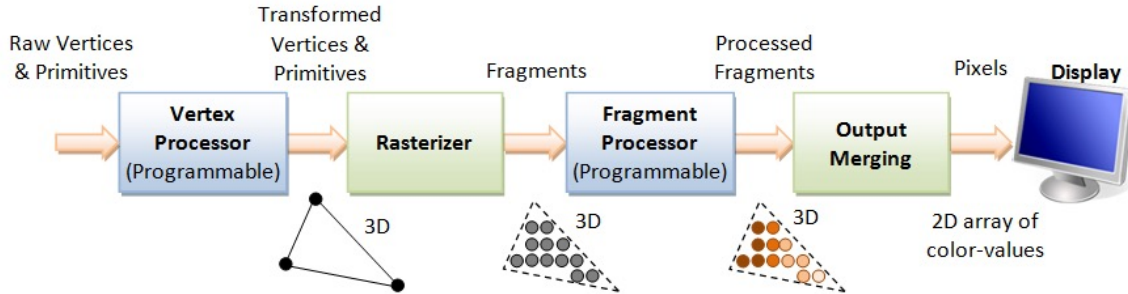 Raw Vertices
& Primitives
Transformed
Vertices &
Primitives
Fragments
Processed
Fragments
Pixels
Display
Vertex
Processor
(Programmable)
Rasterizer
Fragment
Processor
(Programmable)
Output
Merging
3D
3D
3D
2D array of
color-values